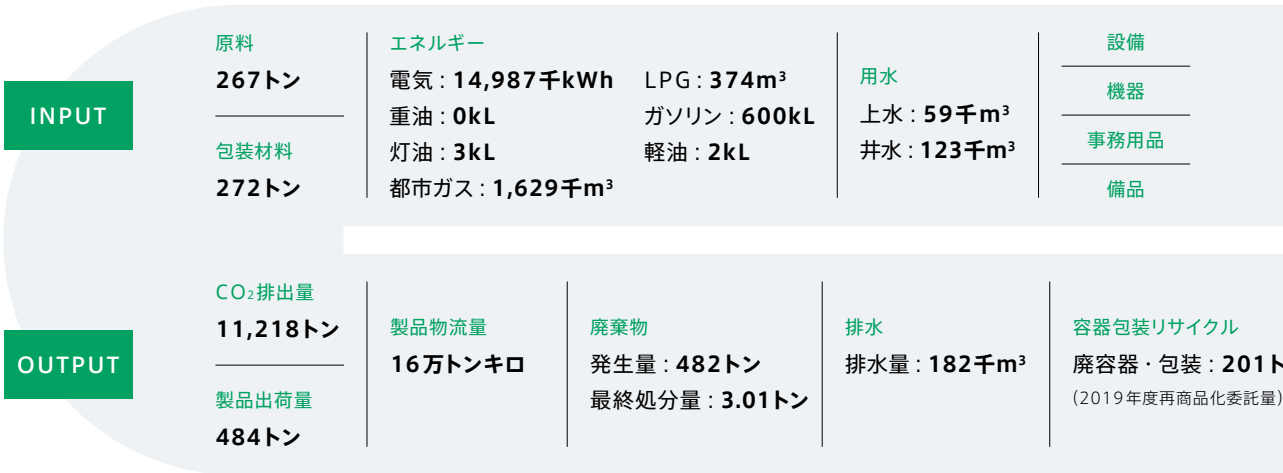 INPUT
原料
267トン
包装材料
272トン
エネルギー
電気 : 14,987千kWh
重油 : 0kL
灯油 : 3kL
都市ガス : 1,629千m³
LPG : 374m³
ガソリン : 600kL
軽油 : 2kL
用水
上水 : 59千m³
井水 : 123千m³
設備
機器
事務用品
備品
OUTPUT
CO₂排出量
11,218トン
製品出荷量
484トン
製品物流量
16万トンキロ
廃棄物
発生量 : 482トン
最終処分量 : 3.01トン
排水
排水量 : 182千m³
容器包装リサイクル
廃容器・包装 : 201ト
(2019年度再商品化委託量)